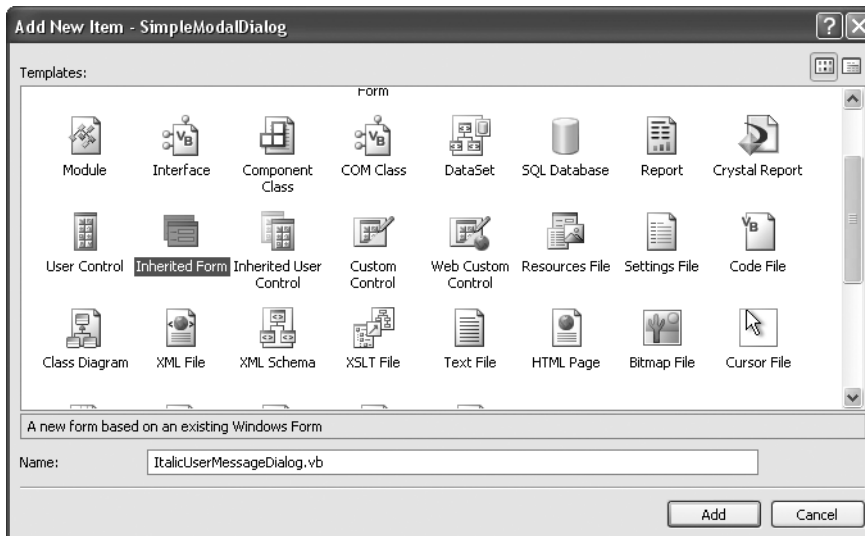 Add New Item - SimpleModalDialog
Templates:
Form
Module Interface Component Class COM Class DataSet SQL Database Report Crystal Report
User Control Inherited Form Inherited User Control Custom Control Web Custom Control Resources File Settings File Code File
Class Diagram XML File XML Schema XSLT File Text File HTML Page Bitmap File Cursor File
A new form based on an existing Windows Form
Name: ItalicUserMessageDialog.vb
Add Cancel